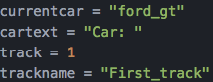 currentcar = "ford_gt"
cartext = "Car: "
track = 1
trackname = "First_track"